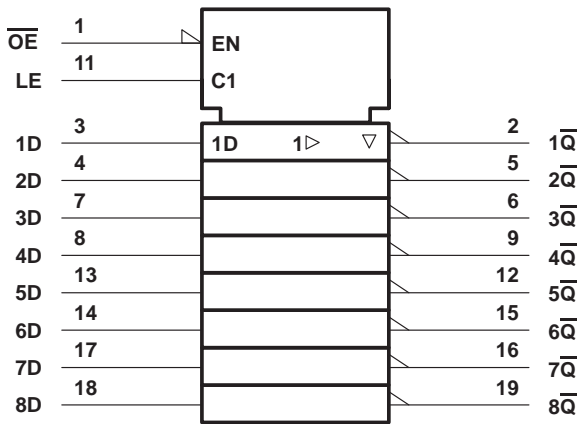 OE 1 EN
LE 11 C1
1D 3 1D 1 2 1Q
2D 4 5 2Q
3D 7 6 3Q
4D 8 9 4Q
5D 13 12 5Q
6D 14 15 6Q
7D 17 16 7Q
8D 18 19 8Q